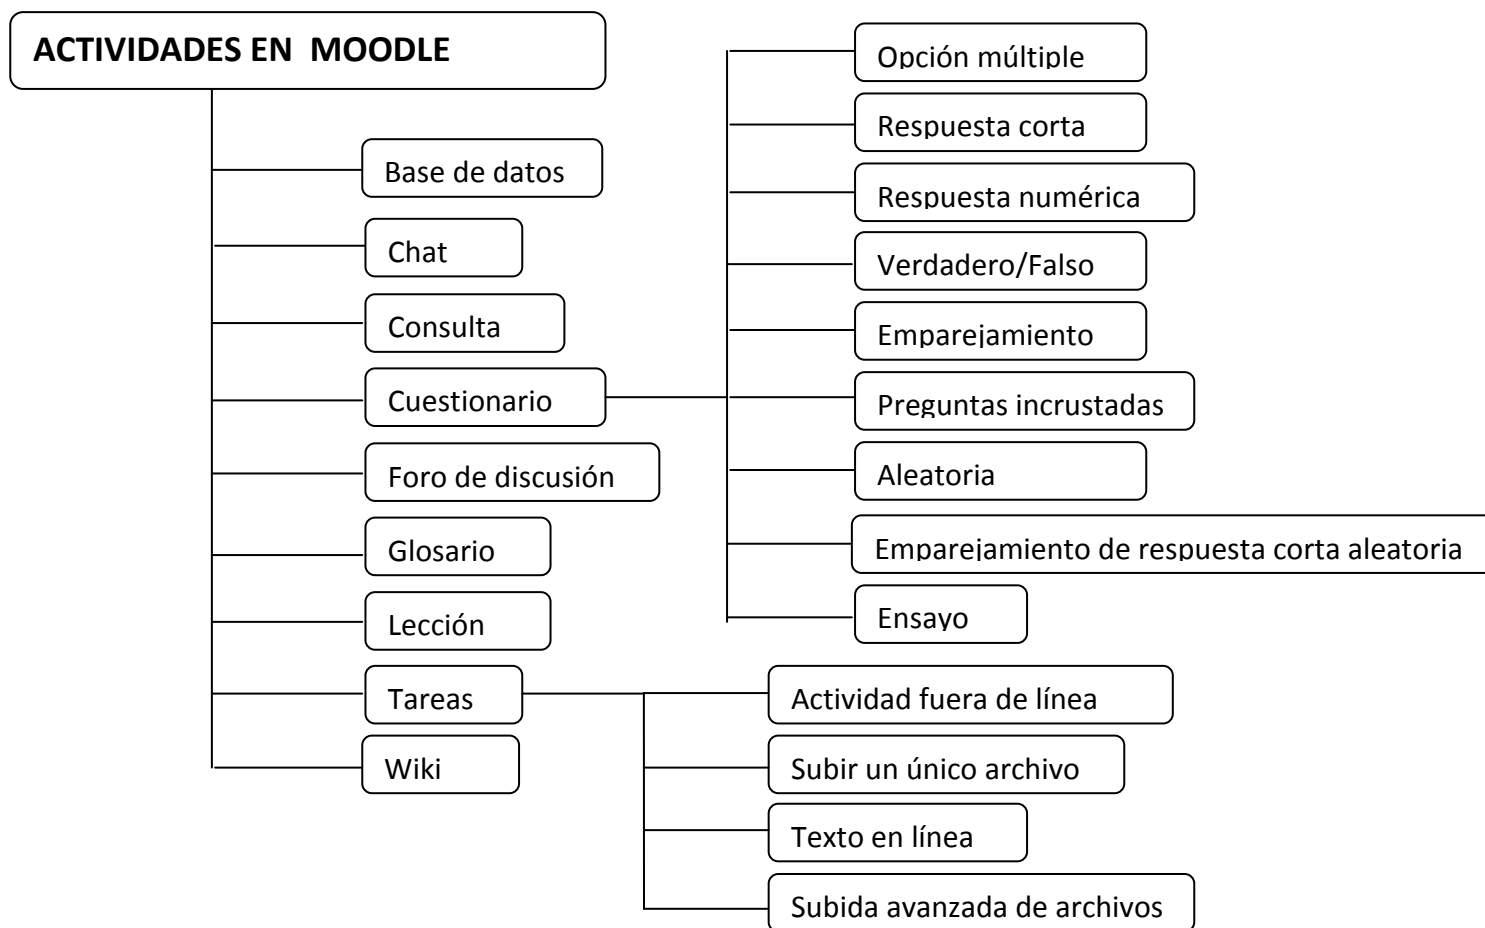 ACTIVIDADES EN  MOODLE
Base de datos
Chat
Consulta
Cuestionario
Foro de discusión
Glosario
Lección
Tareas
Wiki
Opción múltiple
Respuesta corta
Respuesta numérica
Verdadero/Falso
Emparejamiento
Preguntas incrustadas
Aleatoria
Emparejamiento de respuesta corta aleatoria
Ensayo
Actividad fuera de línea
Subir un único archivo
Texto en línea
Subida avanzada de archivos